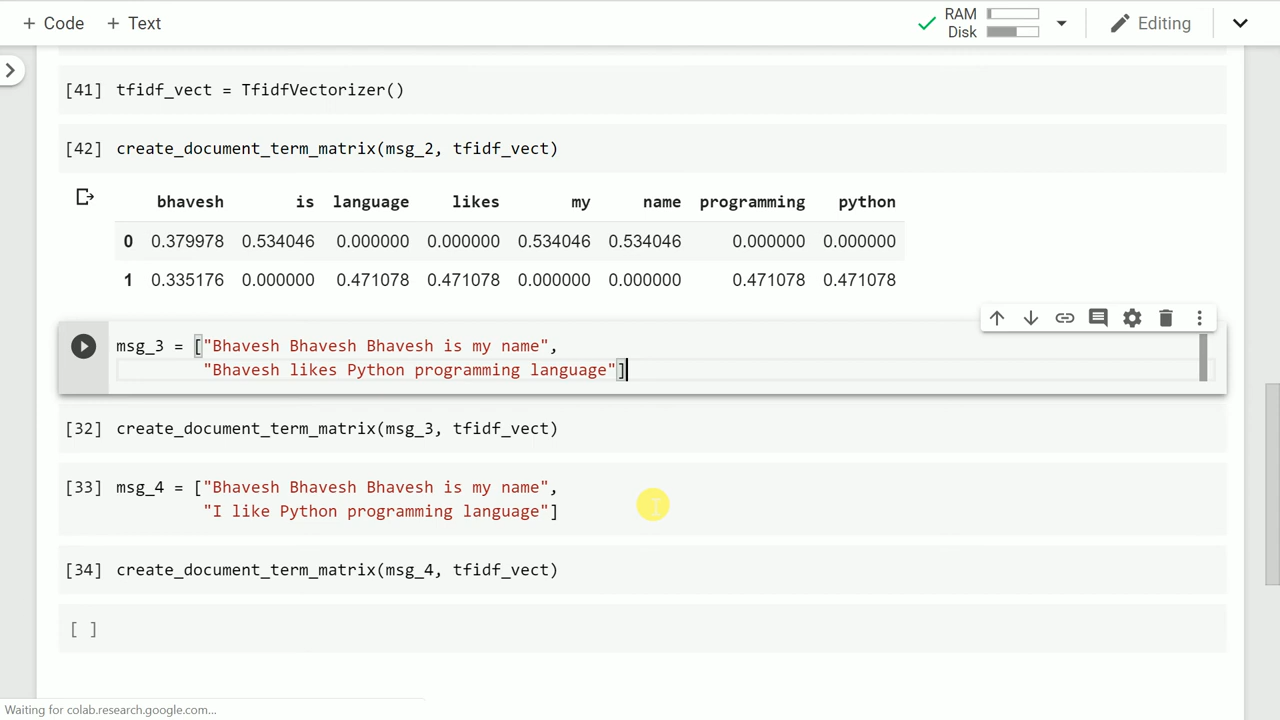 + Code + Text RAM Disk Editing
[41] tfidf_vect = TfidfVectorizer()
[42] create_document_term_matrix(msg_2, tfidf_vect)
bhavesh is language likes my name programming python
0 0.379978 0.534046 0.000000 0.000000 0.534046 0.534046 0.000000 0.000000
1 0.335176 0.000000 0.471078 0.471078 0.000000 0.000000 0.471078 0.471078
msg_3 = ["Bhavesh Bhavesh Bhavesh is my name",
"Bhavesh likes Python programming language"]
[32] create_document_term_matrix(msg_3, tfidf_vect)
[33] msg_4 = ["Bhavesh Bhavesh Bhavesh is my name",
"I like Python programming language"]
[34] create_document_term_matrix(msg_4, tfidf_vect)
[ ]
Waiting for colab.research.google.com...